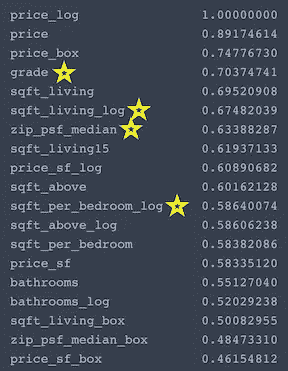 price_log 1.00000000
price 0.89174614
price_box 0.74776730
grade 0.70374741
sqft_living 0.69520908
sqft_living_log 0.67482039
zip_psf_median 0.63388287
sqft_living15 0.61937133
price_sf_log 0.60890682
sqft_above 0.60162128
sqft_per_bedroom_log 0.58640074
sqft_above_log 0.58606238
sqft_per_bedroom 0.58382086
price_sf 0.58335120
bathrooms 0.55127040
bathrooms_log 0.52029238
sqft_living_box 0.50082955
zip_psf_median_box 0.48473310
price_sf_box 0.46154812